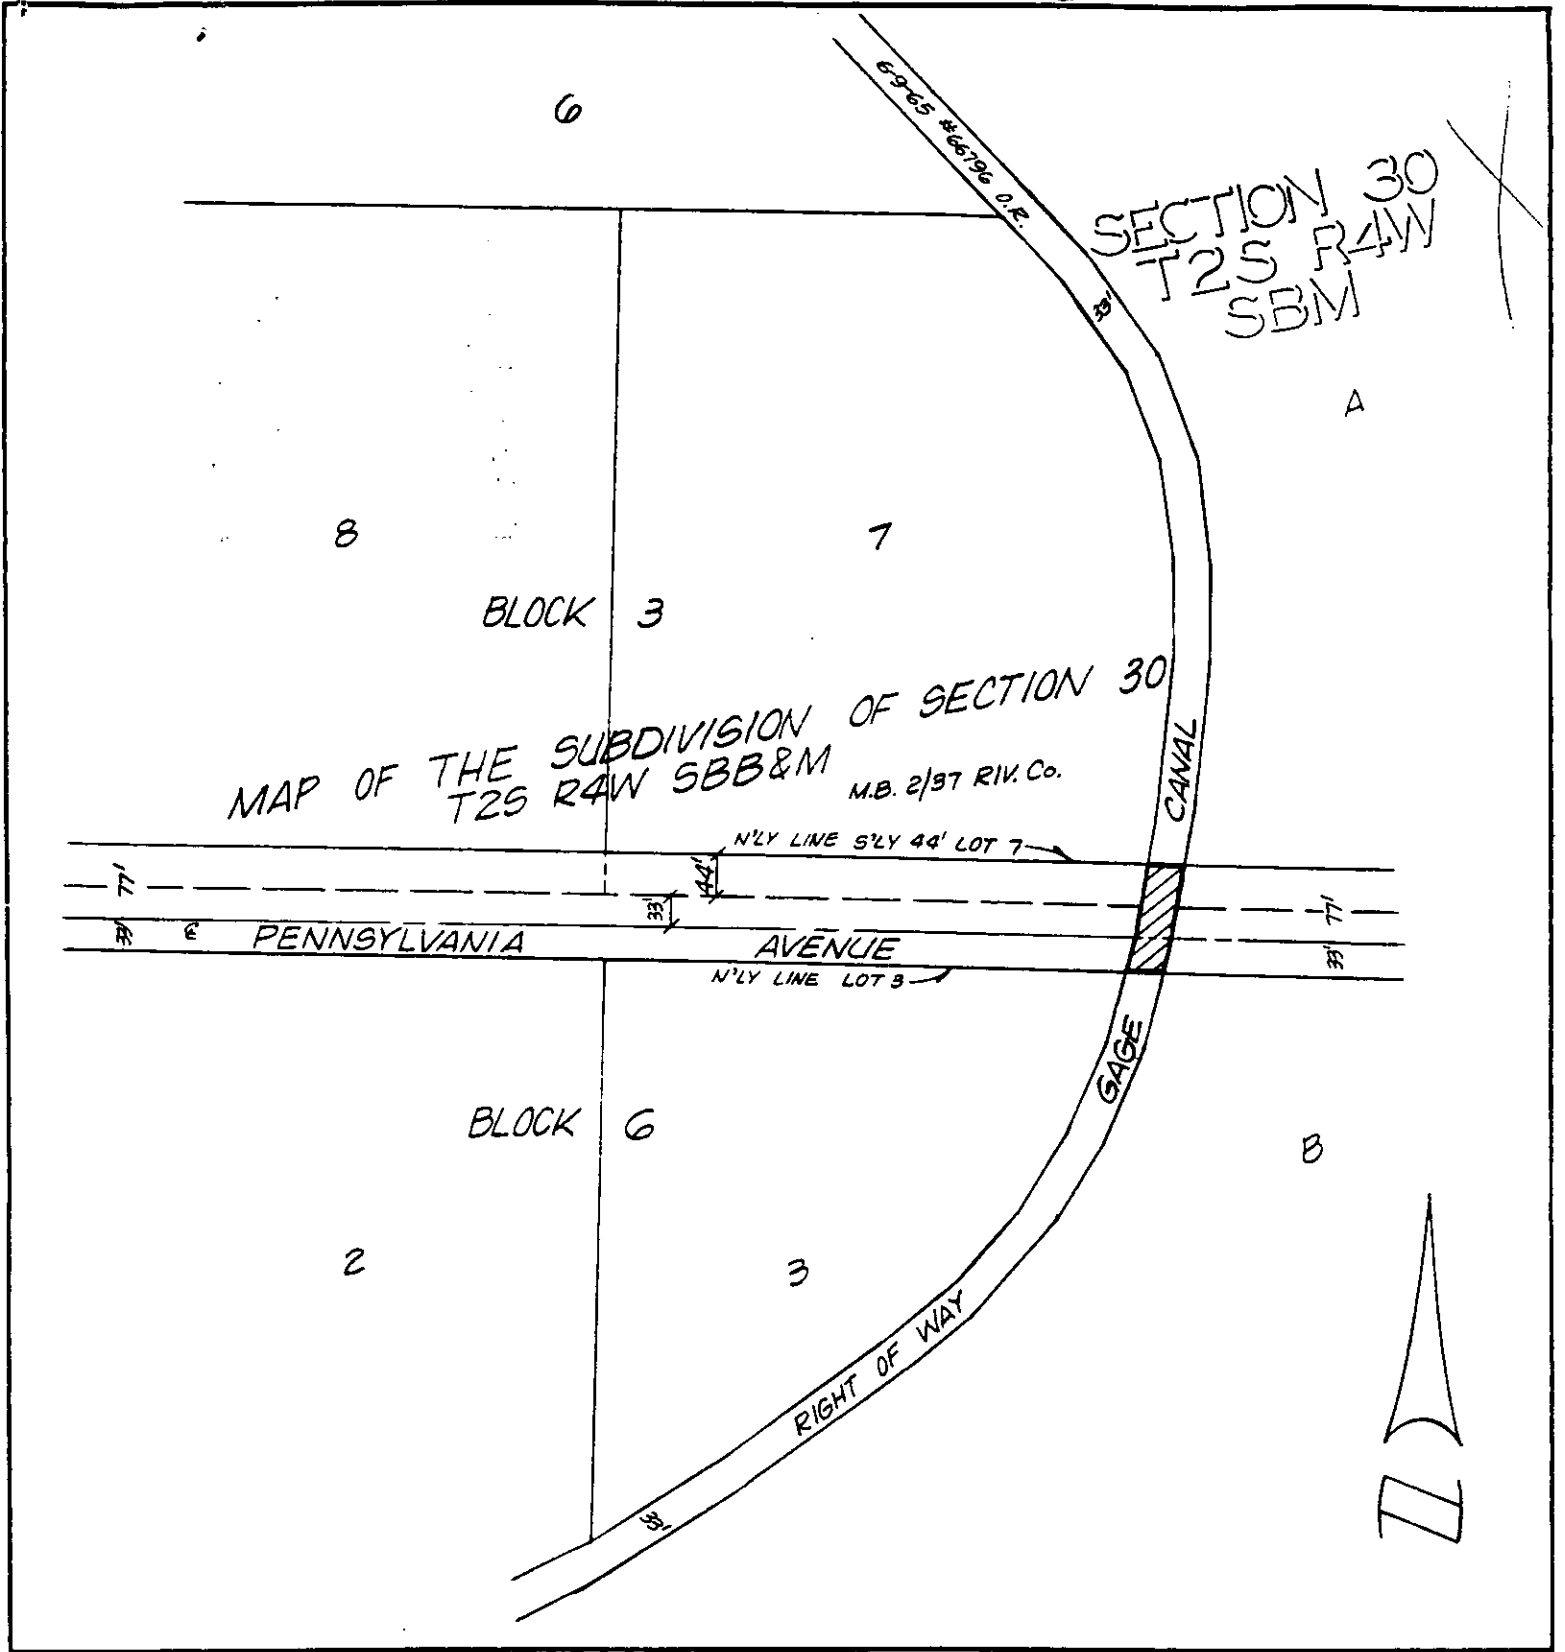 6
6-9-65 #66796 O.R.
SECTION 30
T2S R4W
SBM
33'
A
8
7
BLOCK 3
MAP OF THE SUBDIVISION OF SECTION 30
T2S R4W SBB&M
M.B. 2/37 RIV. Co.
CANAL
N'LY LINE S'LY 44' LOT 7
77'
44'
33'
77'
33'
PENNSYLVANIA AVENUE
33'
N'LY LINE LOT 3
GAGE
BLOCK 6
B
2
3
RIGHT OF WAY
33'
N